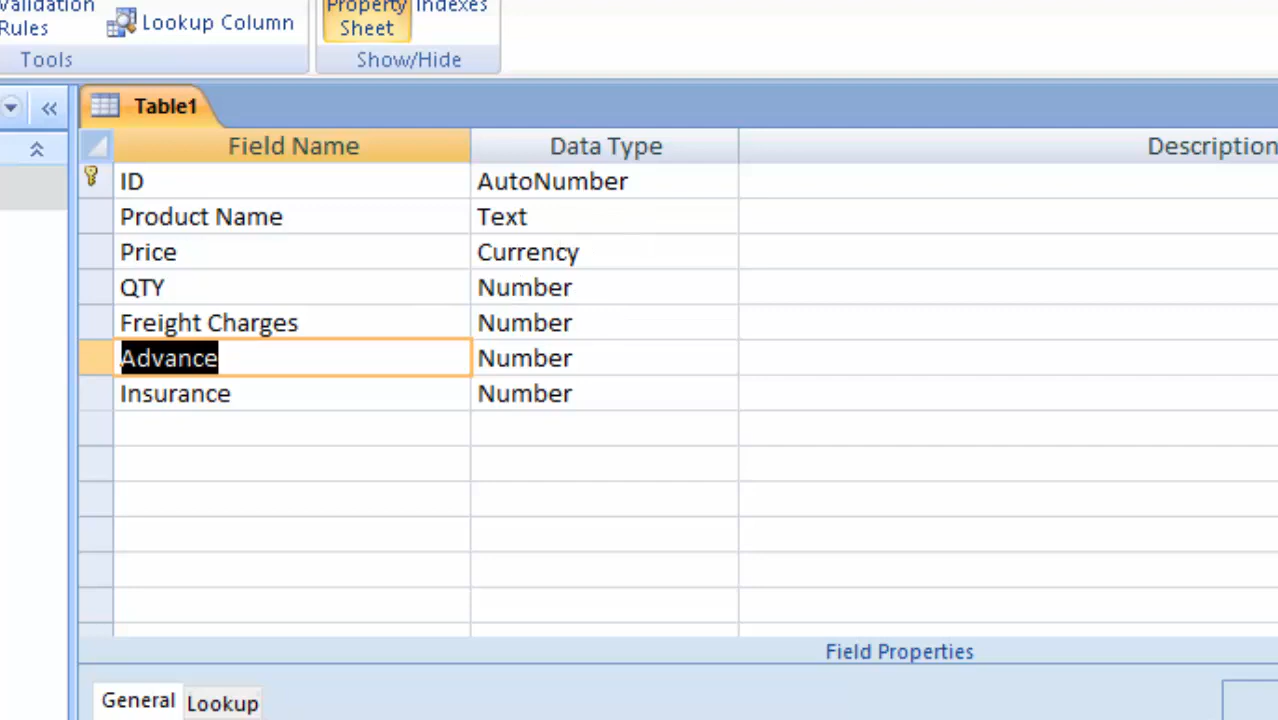 Validation Rules
Lookup Column
Property Sheet
Indexes
Tools
Show/Hide
Table1
Field Name Data Type Description
ID AutoNumber
Product Name Text
Price Currency
QTY Number
Freight Charges Number
Advance Number
Insurance Number
Field Properties
General Lookup